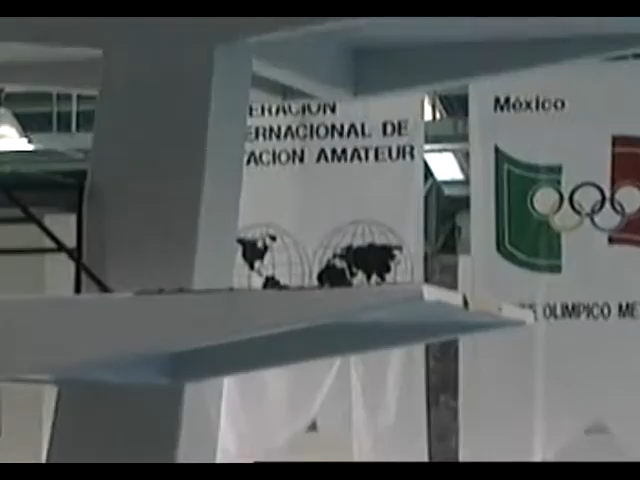 ERACION
ERNACIONAL DE
ACION AMATEUR
México
OLIMPICO ME